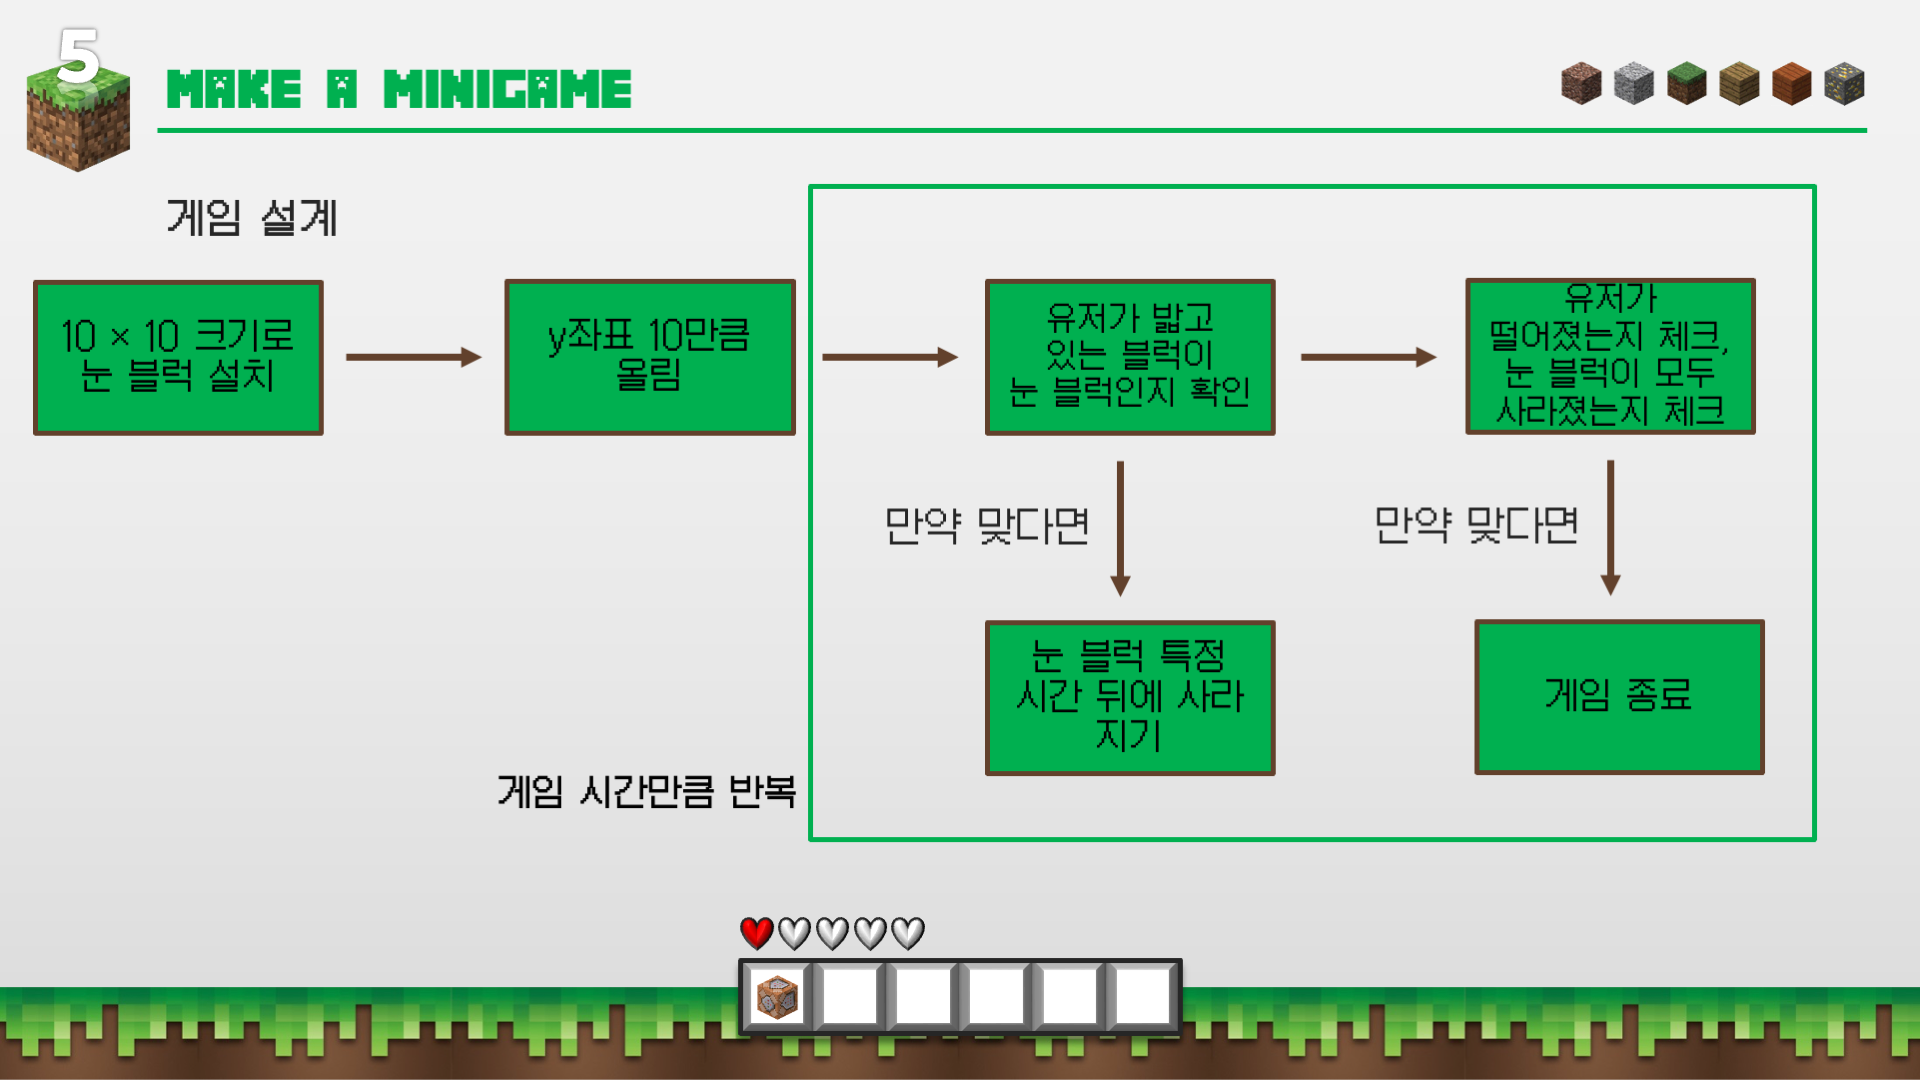 5
MAKE A MINIGAME
게임 설계
10 × 10 크기로
눈 블럭 설치
y좌표 10만큼
올림
유저가 밟고
있는 블럭이
눈 블럭인지 확인
유저가
떨어졌는지 체크,
눈 블럭이 모두
사라졌는지 체크
만약 맞다면
만약 맞다면
눈 블럭 특정
시간 뒤에 사라
지기
게임 종료
게임 시간만큼 반복